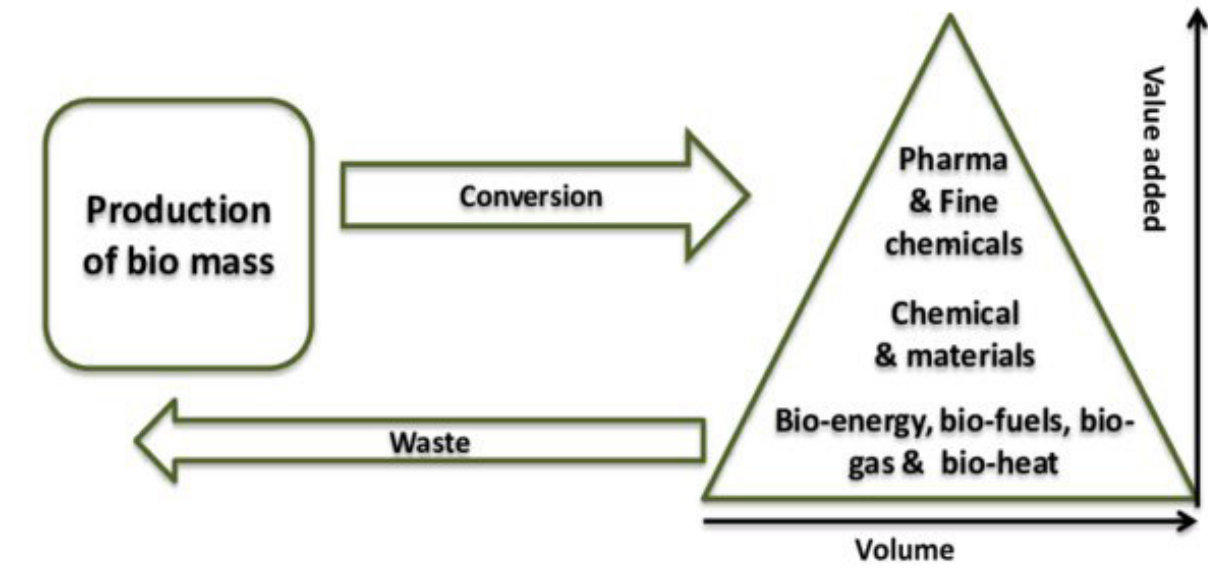 Production
of bio mass
Conversion
Waste
Pharma
& Fine
chemicals
Chemical
& materials
Bio-energy, bio-fuels, bio-
gas & bio-heat
Value added
Volume